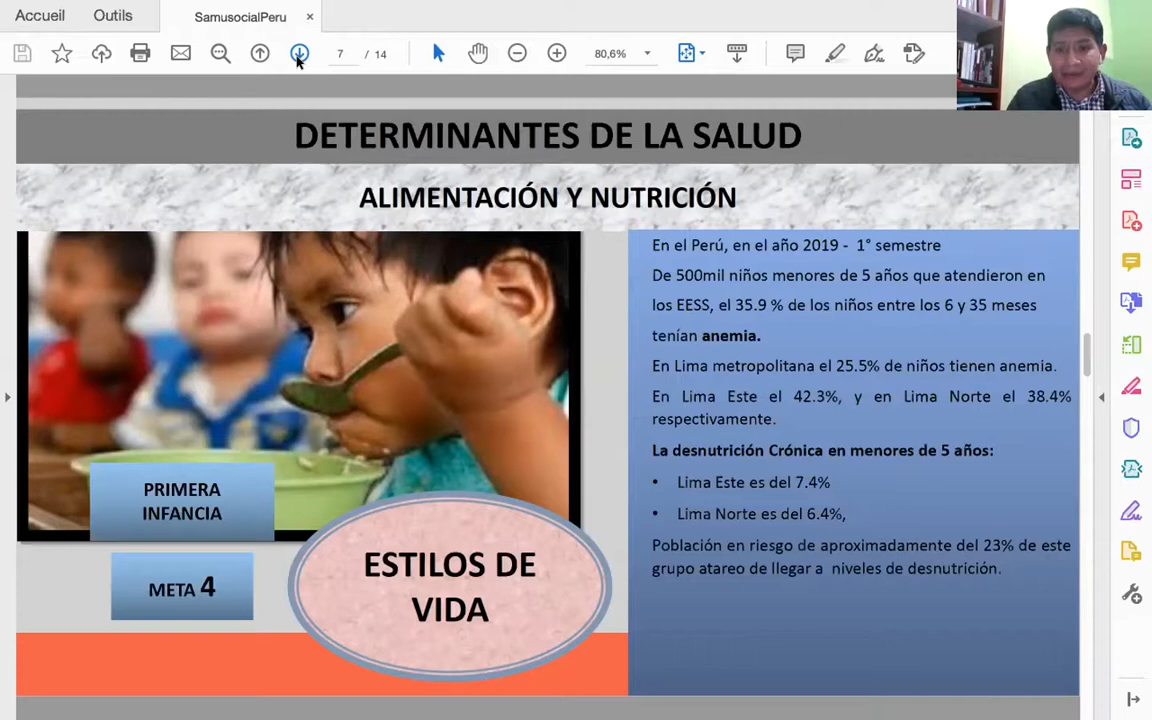 Accueil
Outils
SamusocialPeru
×
7 / 14
80,6%
DETERMINANTES DE LA SALUD
ALIMENTACIÓN Y NUTRICIÓN
PRIMERA
INFANCIA
META 4
ESTILOS DE
VIDA
En el Perú, en el año 2019 - 1° semestre
De 500mil niños menores de 5 años que atendieron en
los EESS, el 35.9 % de los niños entre los 6 y 35 meses
tenían anemia.
En Lima metropolitana el 25.5% de niños tienen anemia.
En Lima Este el 42.3%, y en Lima Norte el 38.4%
respectivamente.
La desnutrición Crónica en menores de 5 años:
• Lima Este es del 7.4%
• Lima Norte es del 6.4%,
Población en riesgo de aproximadamente del 23% de este
grupo atareo de llegar a niveles de desnutrición.